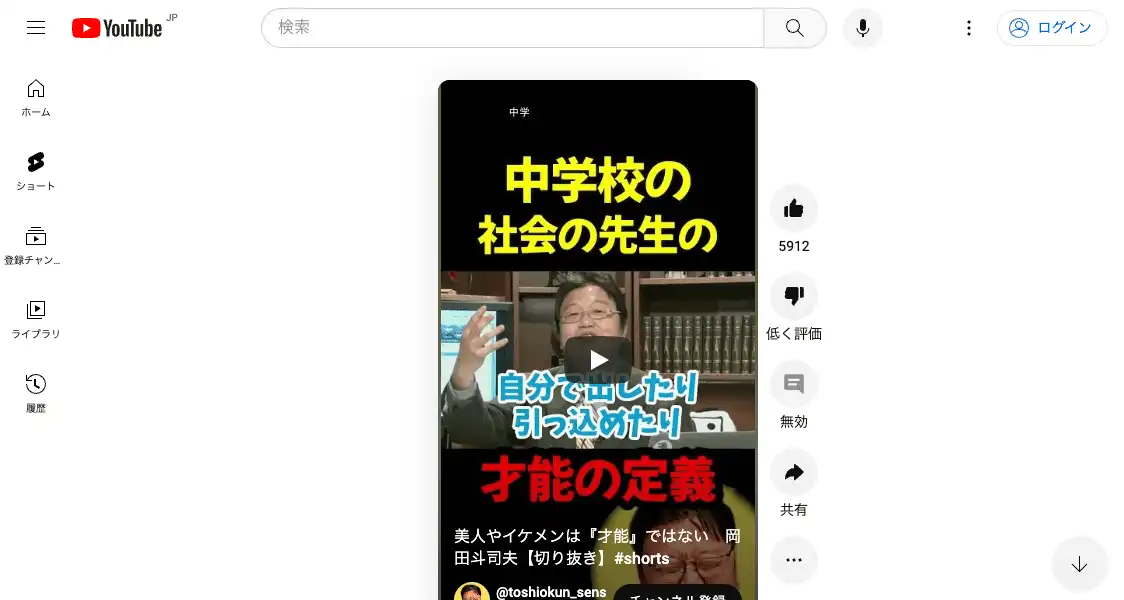 YouTube JP
検索
ログイン
ホーム
ショート
登録チャン...
ライブラリ
履歴
中学
中学校の
社会の先生の
自分で出したり
引っ込めたり
才能の定義
美人やイケメンは『才能』ではない 岡
田斗司夫【切り抜き】#shorts
@toshiokun_sens
チャンネル登録
5912
低く評価
無効
共有